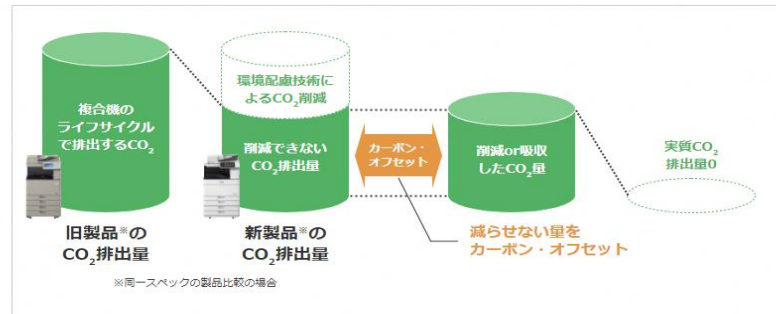 複合機の
ライフサイクル
で排出するCO₂
旧製品※の
CO₂排出量
環境配慮技術に
よるCO₂削減
削減できない
CO₂排出量
新製品※の
CO₂排出量
※同一スペックの製品比較の場合
カーボン・
オフセット
削減or吸収
したCO₂量
減らせない量を
カーボン・オフセット
実質CO₂
排出量0